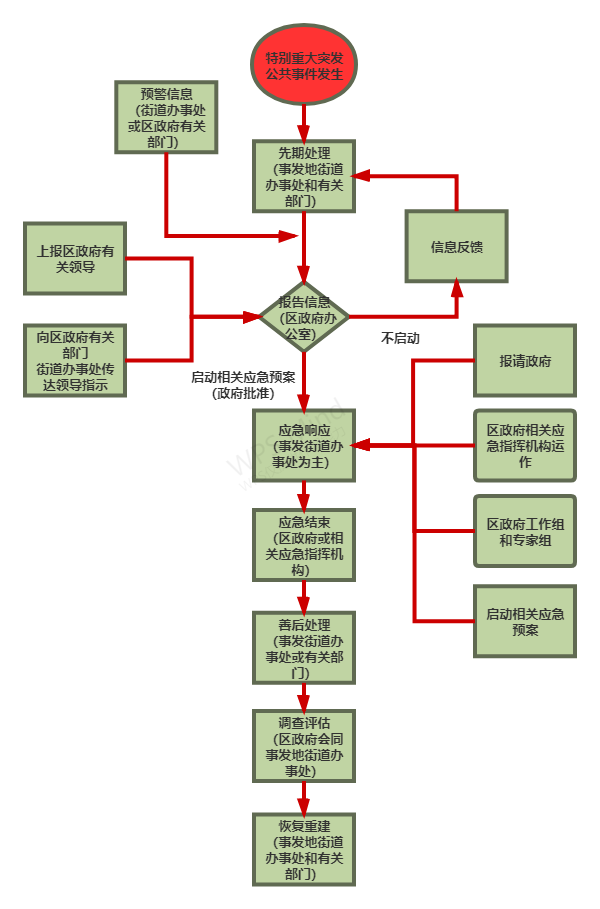 特别重大突发
公共事件发生
预警信息
（街道办事处
或区政府有关
部门）
先期处理
（事发地街道
办事处和有关
部门）
上报区政府有
关领导
信息反馈
报告信息
（区政府办
公室）
向区政府有关
部门
街道办事处传
达领导指示
不启动
启动相关应急预案
（政府批准）
报请政府
应急响应
（事发街道办
事处为主）
区政府相关应
急指挥机构运
作
应急结束
（区政府或相
关应急指挥机
构）
区政府工作组
和专家组
善后处理
（事发街道办
事处或有关部
门）
启动相关应急
预案
调查评估
（区政府会同
事发地街道办
事处）
恢复重建
（事发地街道
办事处和有关
部门）